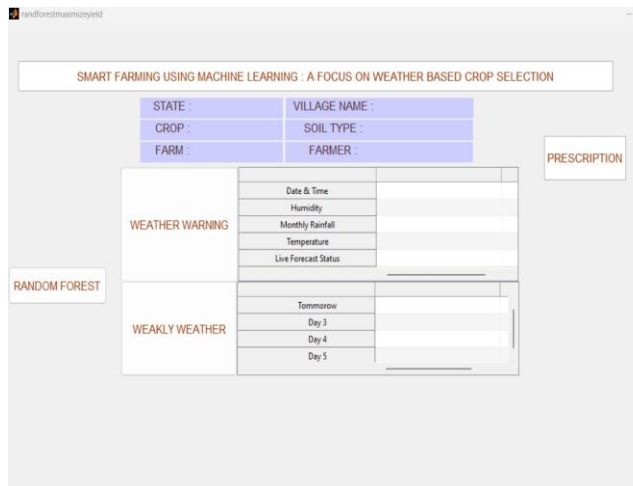 randforestmaximizeyield
SMART FARMING USING MACHINE LEARNING : A FOCUS ON WEATHER BASED CROP SELECTION
STATE : VILLAGE NAME :
CROP : SOIL TYPE :
FARM : FARMER :
PRESCRIPTION
WEATHER WARNING
Date & Time
Humidity
Monthly Rainfall
Temperature
Live Forecast Status
RANDOM FOREST
WEAKLY WEATHER
Tommorow
Day 3
Day 4
Day 5